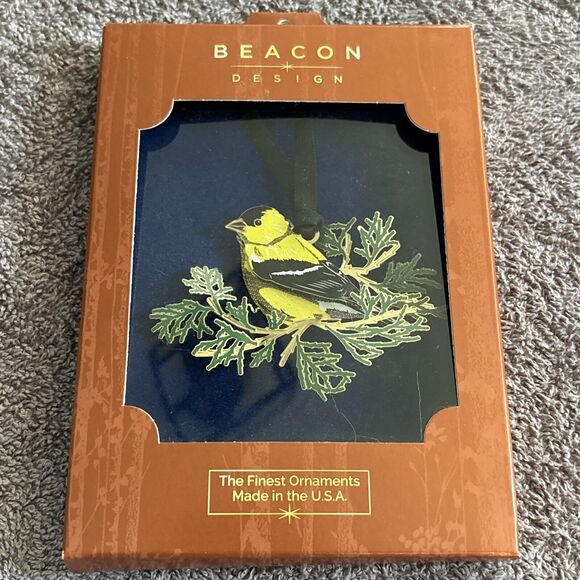 BEACON
DESIGN
The Finest Ornaments
Made in the U.S.A.